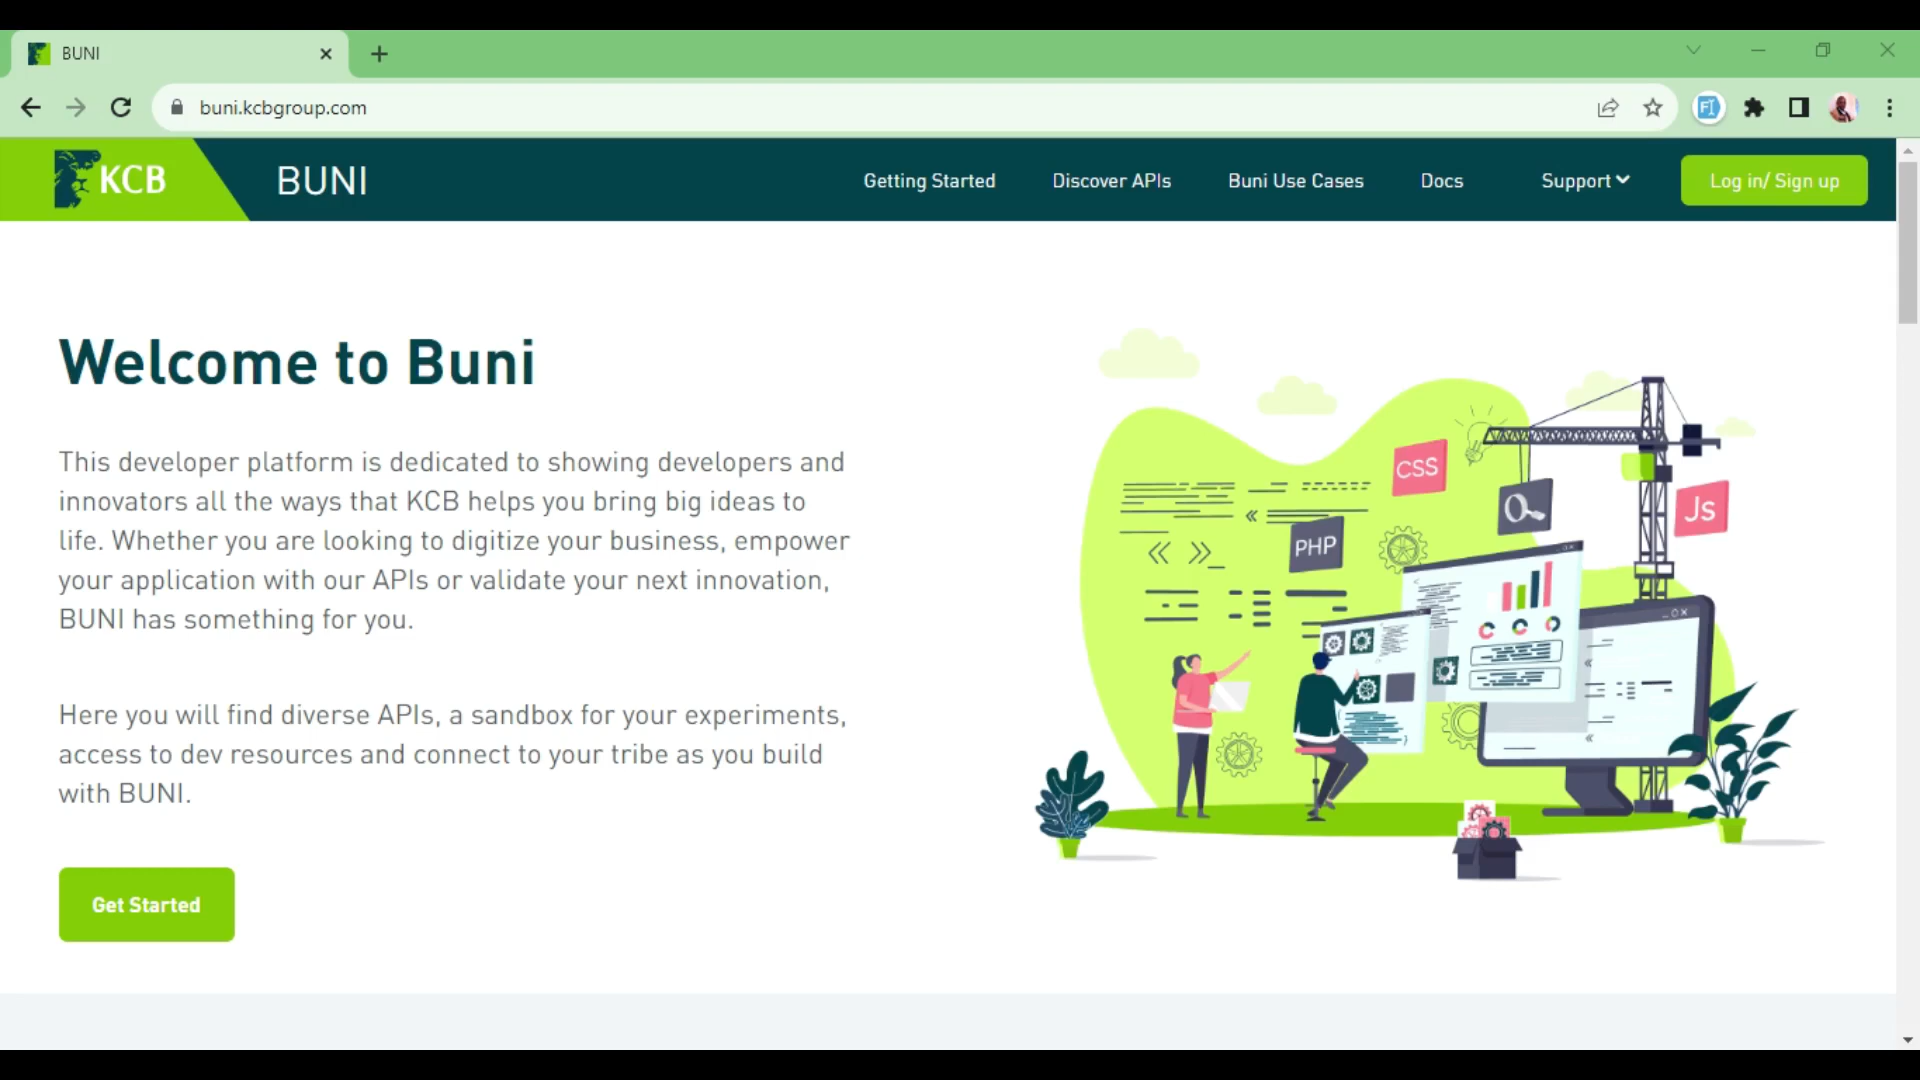 BUNI
buni.kcbgroup.com
KCB
BUNI
Getting Started
Discover APIs
Buni Use Cases
Docs
Support
Log in/ Sign up
Welcome to Buni
This developer platform is dedicated to showing developers and
innovators all the ways that KCB helps you bring big ideas to
life. Whether you are looking to digitize your business, empower
your application with our APIs or validate your next innovation,
BUNI has something for you.
Here you will find diverse APIs, a sandbox for your experiments,
access to dev resources and connect to your tribe as you build
with BUNI.
Get Started
CSS
Js
PHP